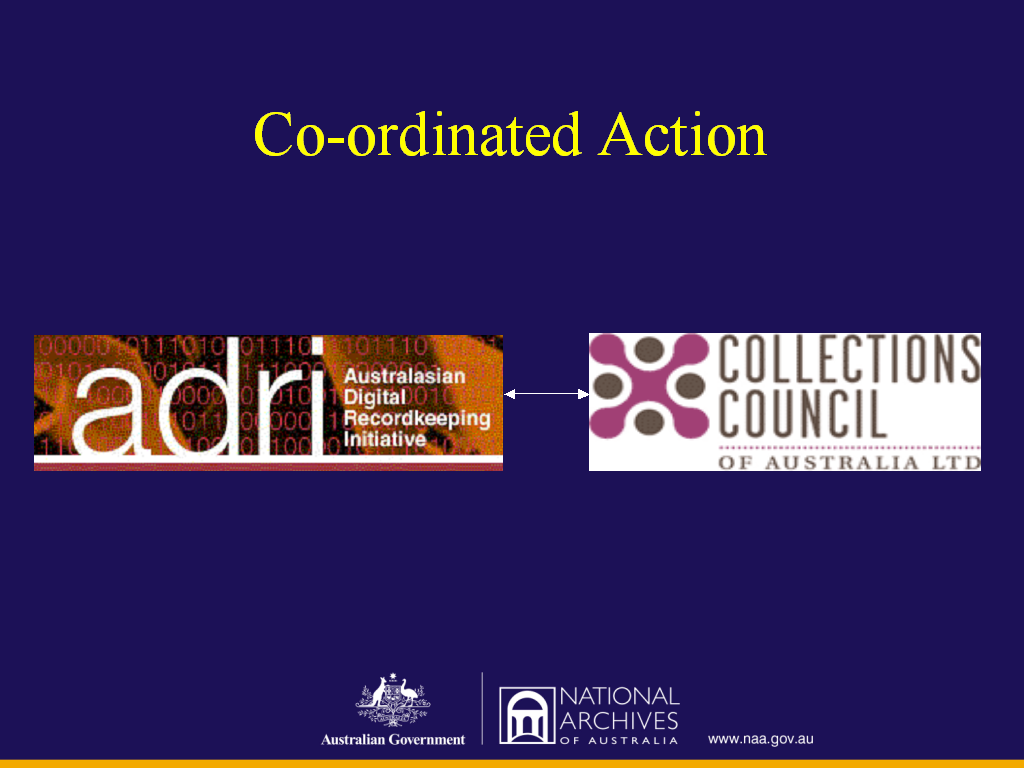 Co-ordinated Action
adri
Australasian
Digital
Recordkeeping
Initiative
COLLECTIONS
COUNCIL
OF AUSTRALIA LTD
Australian Government
NATIONAL
ARCHIVES
OF AUSTRALIA
www.naa.gov.au